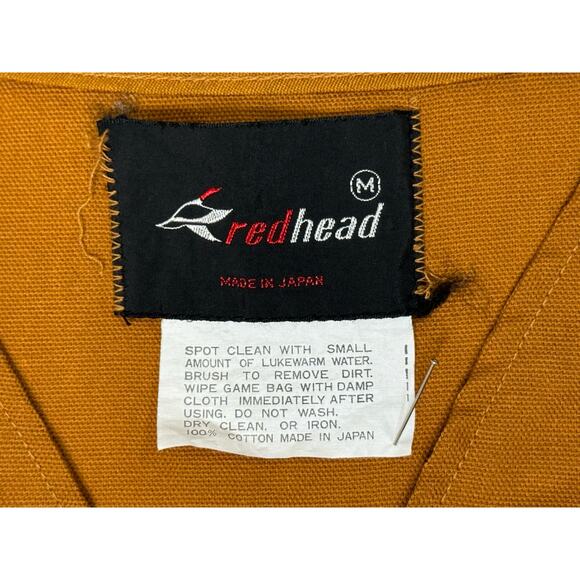 M
redhead
MADE IN JAPAN
SPOT CLEAN WITH SMALL
AMOUNT OF LUKEWARM WATER.
BRUSH TO REMOVE DIRT.
WIPE GAME BAG WITH DAMP
CLOTH IMMEDIATELY AFTER
USING. DO NOT WASH.
DRY CLEAN. OR IRON.
100% COTTON MADE IN JAPAN